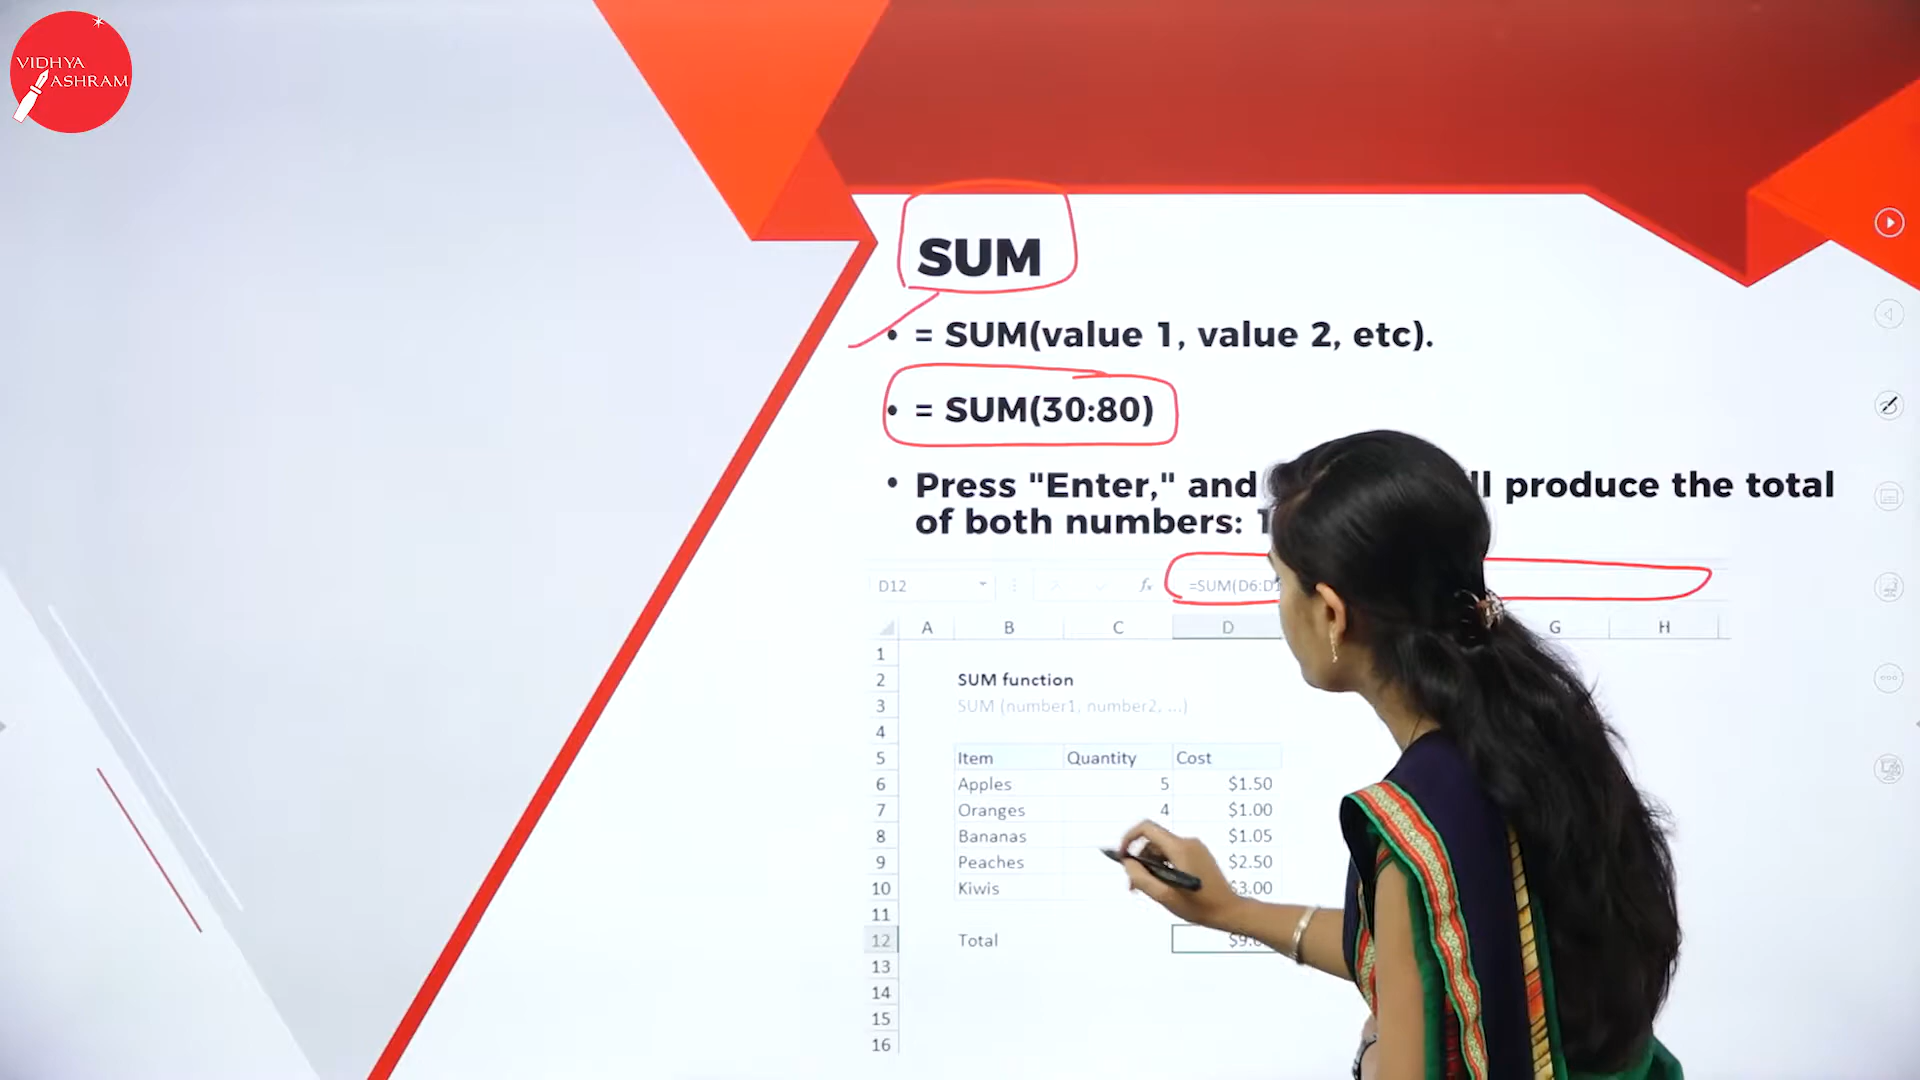 VIDHYA
ASHRAM
SUM
• = SUM(value 1, value 2, etc).
• = SUM(30:80)
• Press "Enter," and produce the total
of both numbers:
D12 fx =SUM(D6:D
A B C D G H
1
2 SUM function
3 SUM (number1, number2, ...)
4
5 Item Quantity Cost
6 Apples 5 $1.50
7 Oranges 4 $1.00
8 Bananas $1.05
9 Peaches $2.50
10 Kiwis $3.00
11
12 Total
13
14
15
16